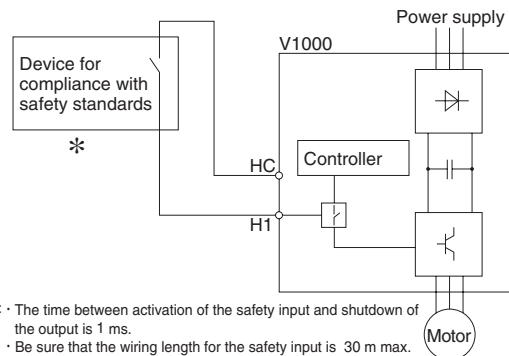 Power supply
V1000
Device for
compliance with
safety standards
*
HC
Controller
H1
: · The time between activation of the safety input and shutdown of
the output is 1 ms.
· Be sure that the wiring length for the safety input is 30 m max.
Motor